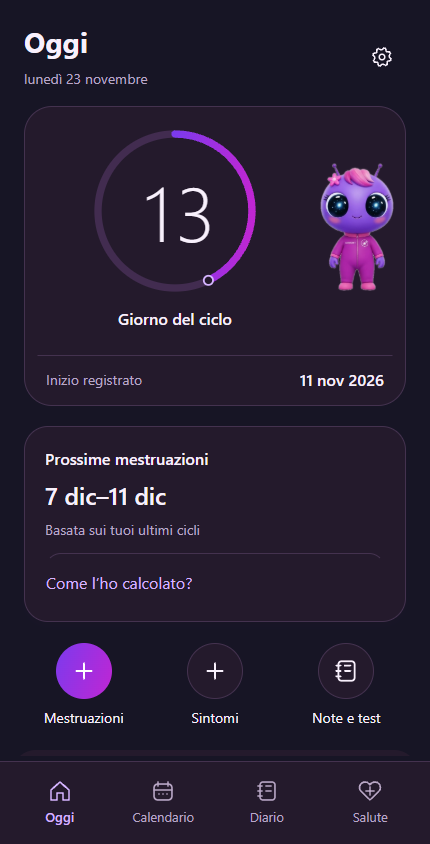 Oggi
lunedì 23 novembre
13
Giorno del ciclo
Inizio registrato
11 nov 2026
Prossime mestruazioni
7 dic–11 dic
Basata sui tuoi ultimi cicli
Come l’ho calcolato?
Mestruazioni
Sintomi
Note e test
Oggi
Calendario
Diario
Salute